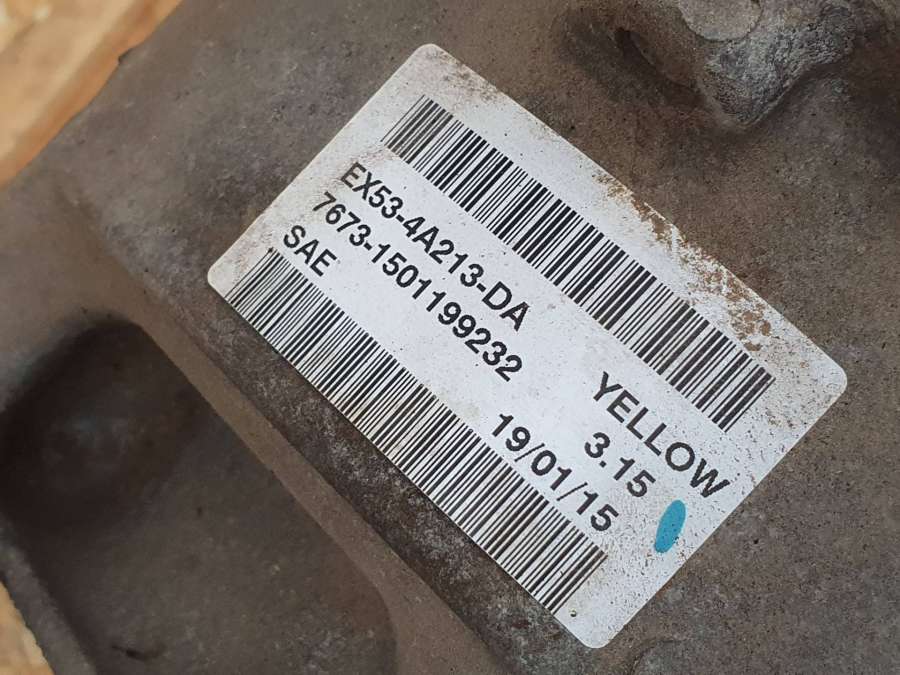 EX53-4A213-DA YELLOW
7673-1501199232 3.15
SAE 19/01/15